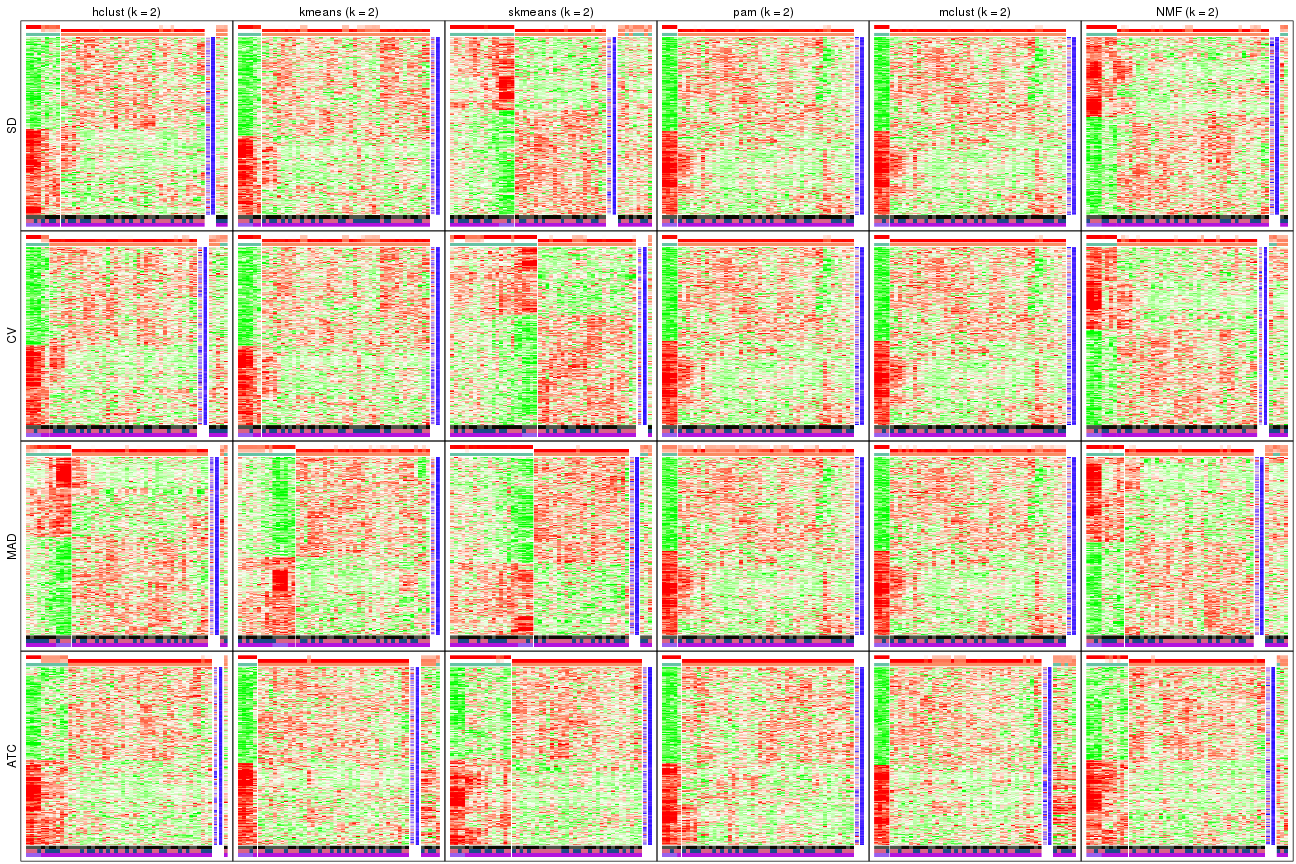 hclust (k = 2) kmeans (k = 2) skmeans (k = 2) pam (k = 2) mclust (k = 2) NMF (k = 2)
SD
CV
MAD
ATC